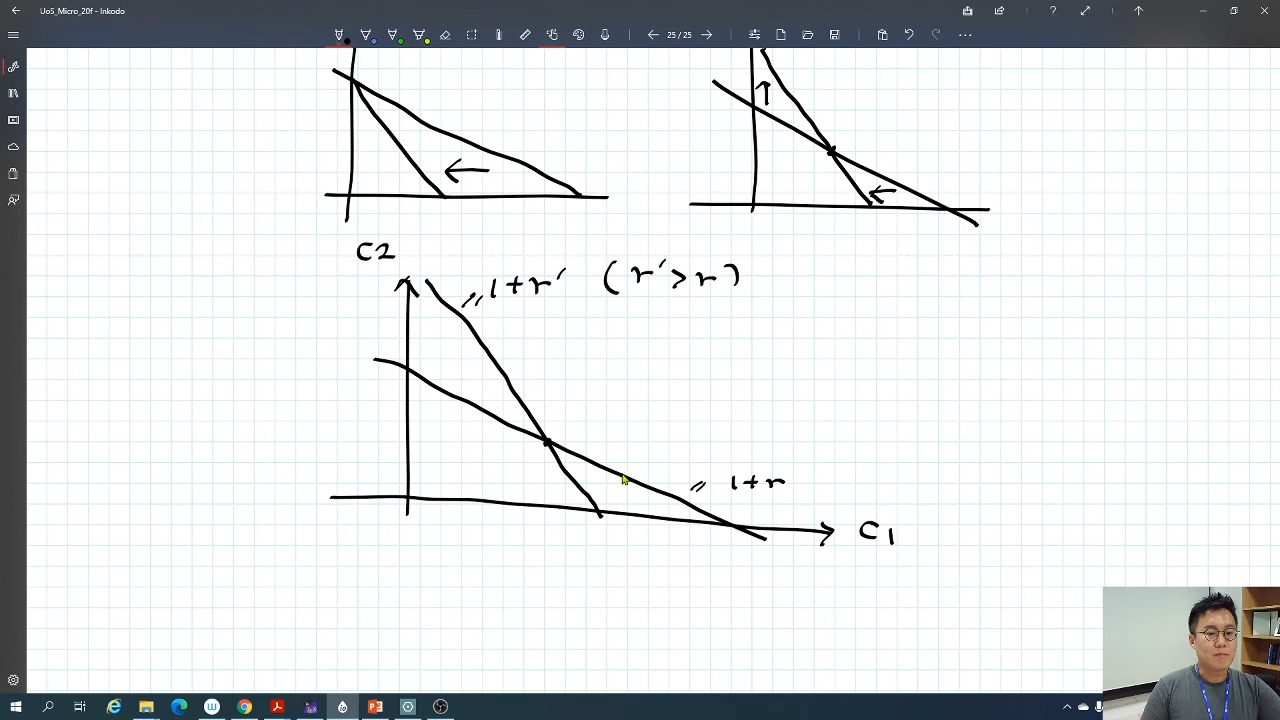 UoS_Micro_20f - Inkodo
25/25
C2
1+r′ (r′>r)
1+r
C1